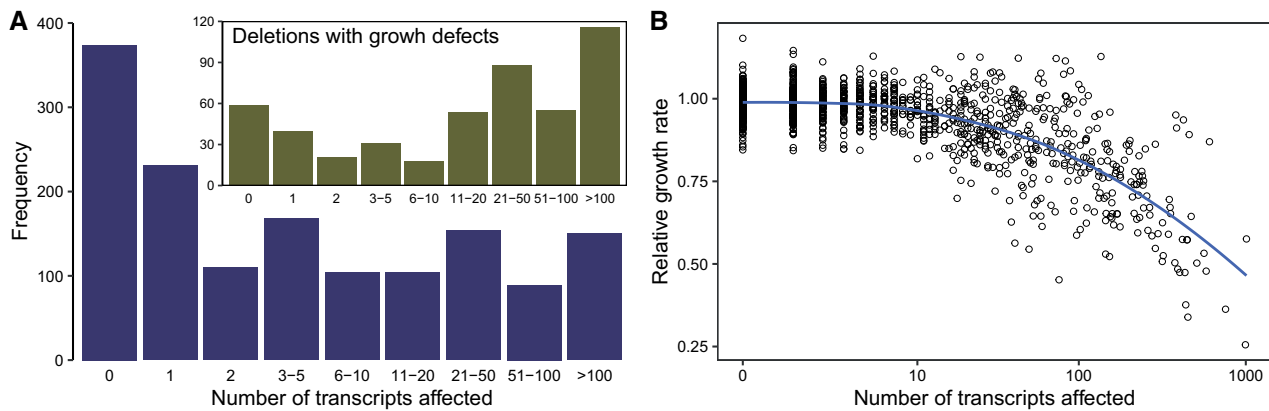 A
Frequency
400
300
200
100
0
0 1 2 3−5 6−10 11−20 21−50 51−100 >100
Number of transcripts affected
Deletions with growh defects
120
90
60
30
0
0 1 2 3−5 6−10 11−20 21−50 51−100 >100
B
Relative growth rate
1.00
0.75
0.50
0.25
0 10 100 1000
Number of transcripts affected